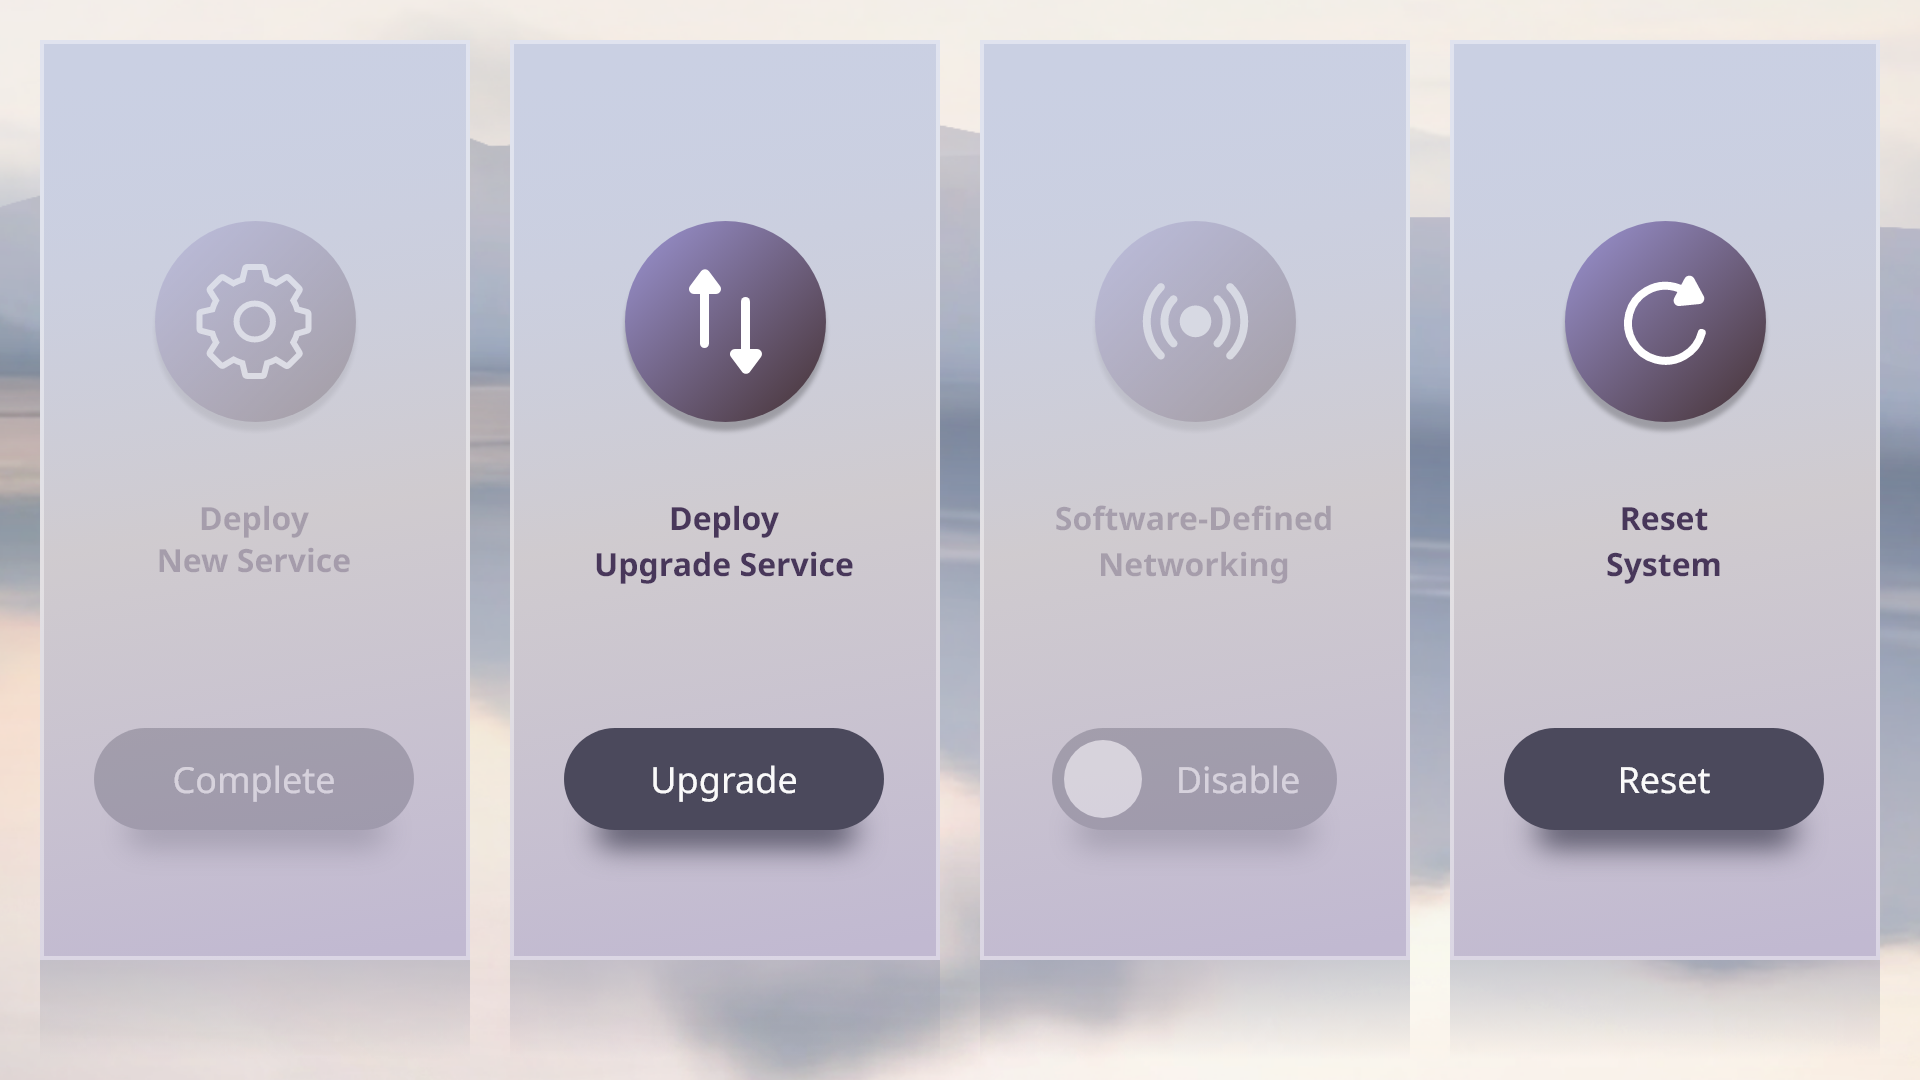 Deploy
New Service
Complete
Deploy
Upgrade Service
Upgrade
Software-Defined
Networking
Disable
Reset
System
Reset